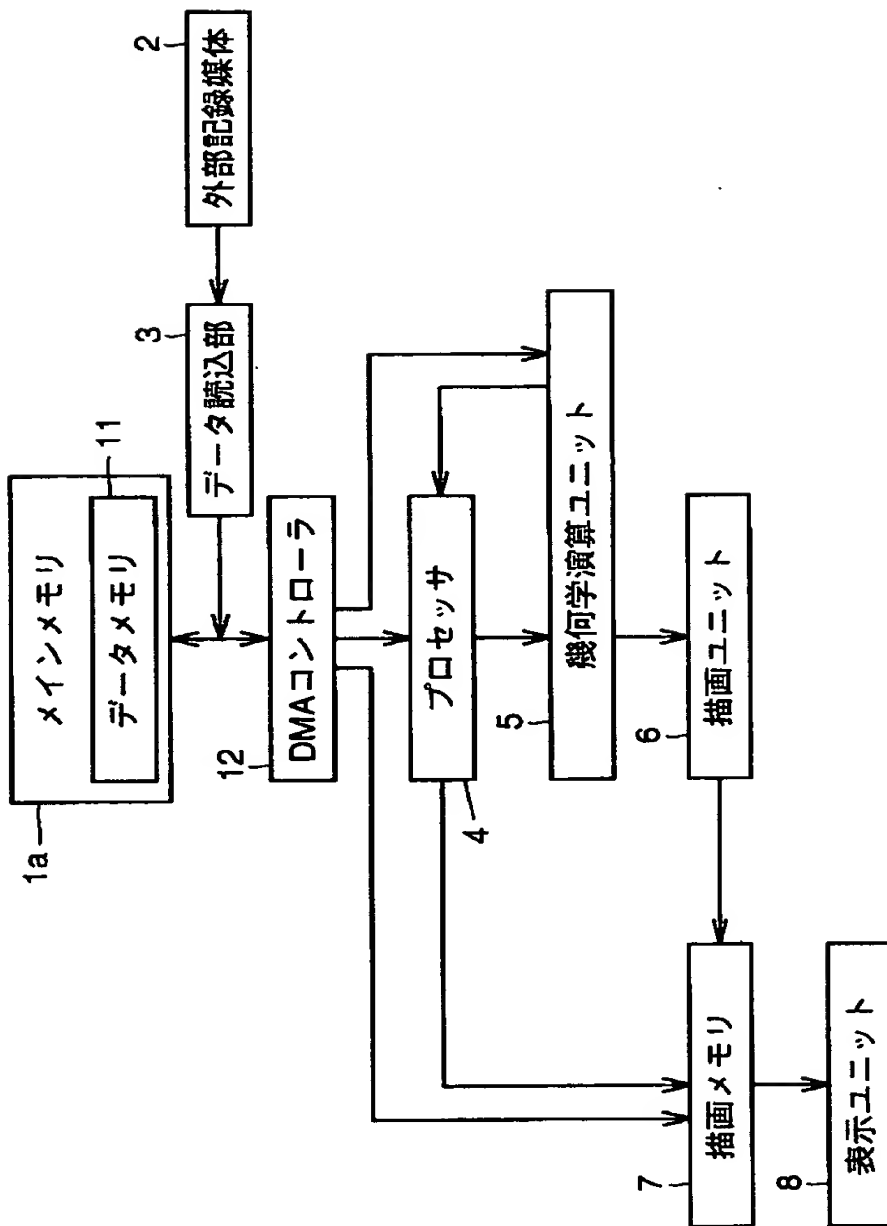 1a
メインメモリ
データメモリ
11
外部記録媒体
2
データ読込部
3
DMAコントローラ
12
プロセッサ
4
幾何学演算ユニット
5
描画ユニット
6
描画メモリ
7
表示ユニット
8